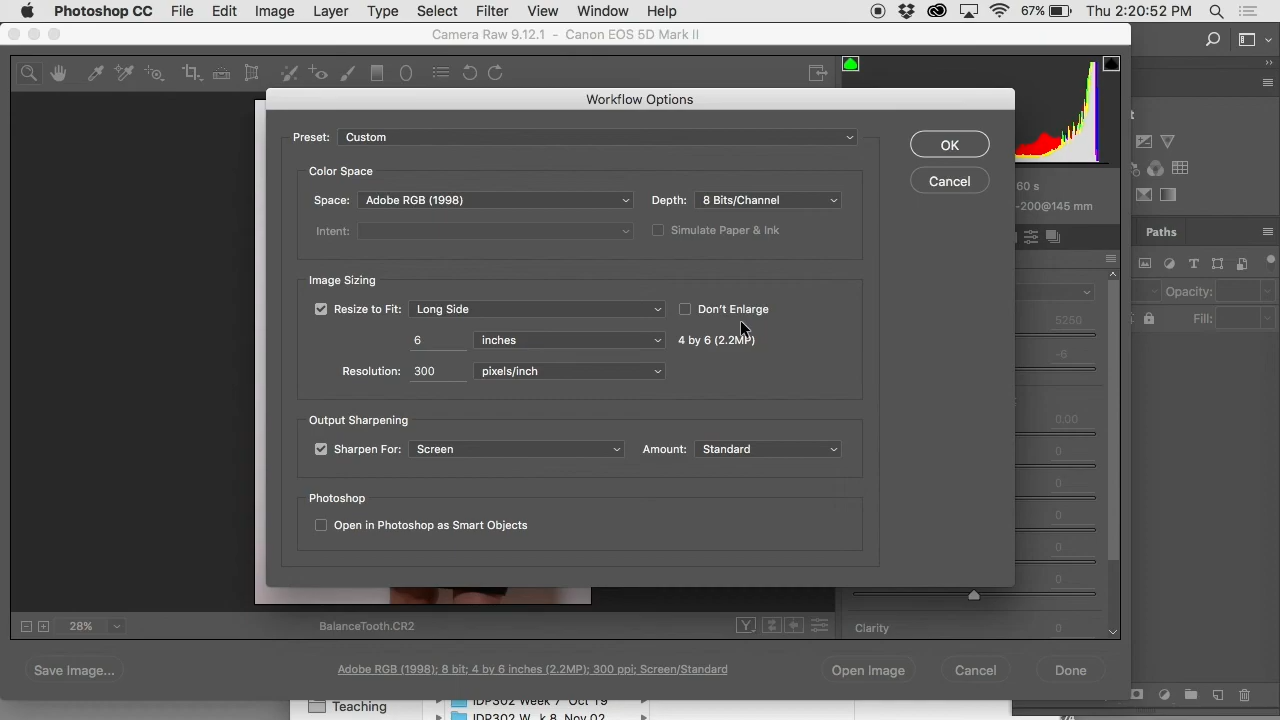 Photoshop CC File Edit Image Layer Type Select Filter View Window Help 67% Thu 2:20:52 PM
Camera Raw 9.12.1 - Canon EOS 5D Mark II
Workflow Options
Preset: Custom
OK
Cancel
Color Space
Space: Adobe RGB (1998) Depth: 8 Bits/Channel
Intent: Simulate Paper & Ink
Image Sizing
Resize to Fit: Long Side Don't Enlarge
6 inches 4 by 6 (2.2MP)
Resolution: 300 pixels/inch
Output Sharpening
Sharpen For: Screen Amount: Standard
Photoshop
Open in Photoshop as Smart Objects
60 s
-200@145 mm
Paths
Opacity:
Fill:
5250
-6
0.00
0
0
0
0
0
Clarity 0
28% BalanceTooth.CR2
Save Image... Adobe RGB (1998); 8 bit; 4 by 6 inches (2.2MP); 300 ppi; Screen/Standard Open Image Cancel Done
Teaching IDP302 Week 7 Oct 19